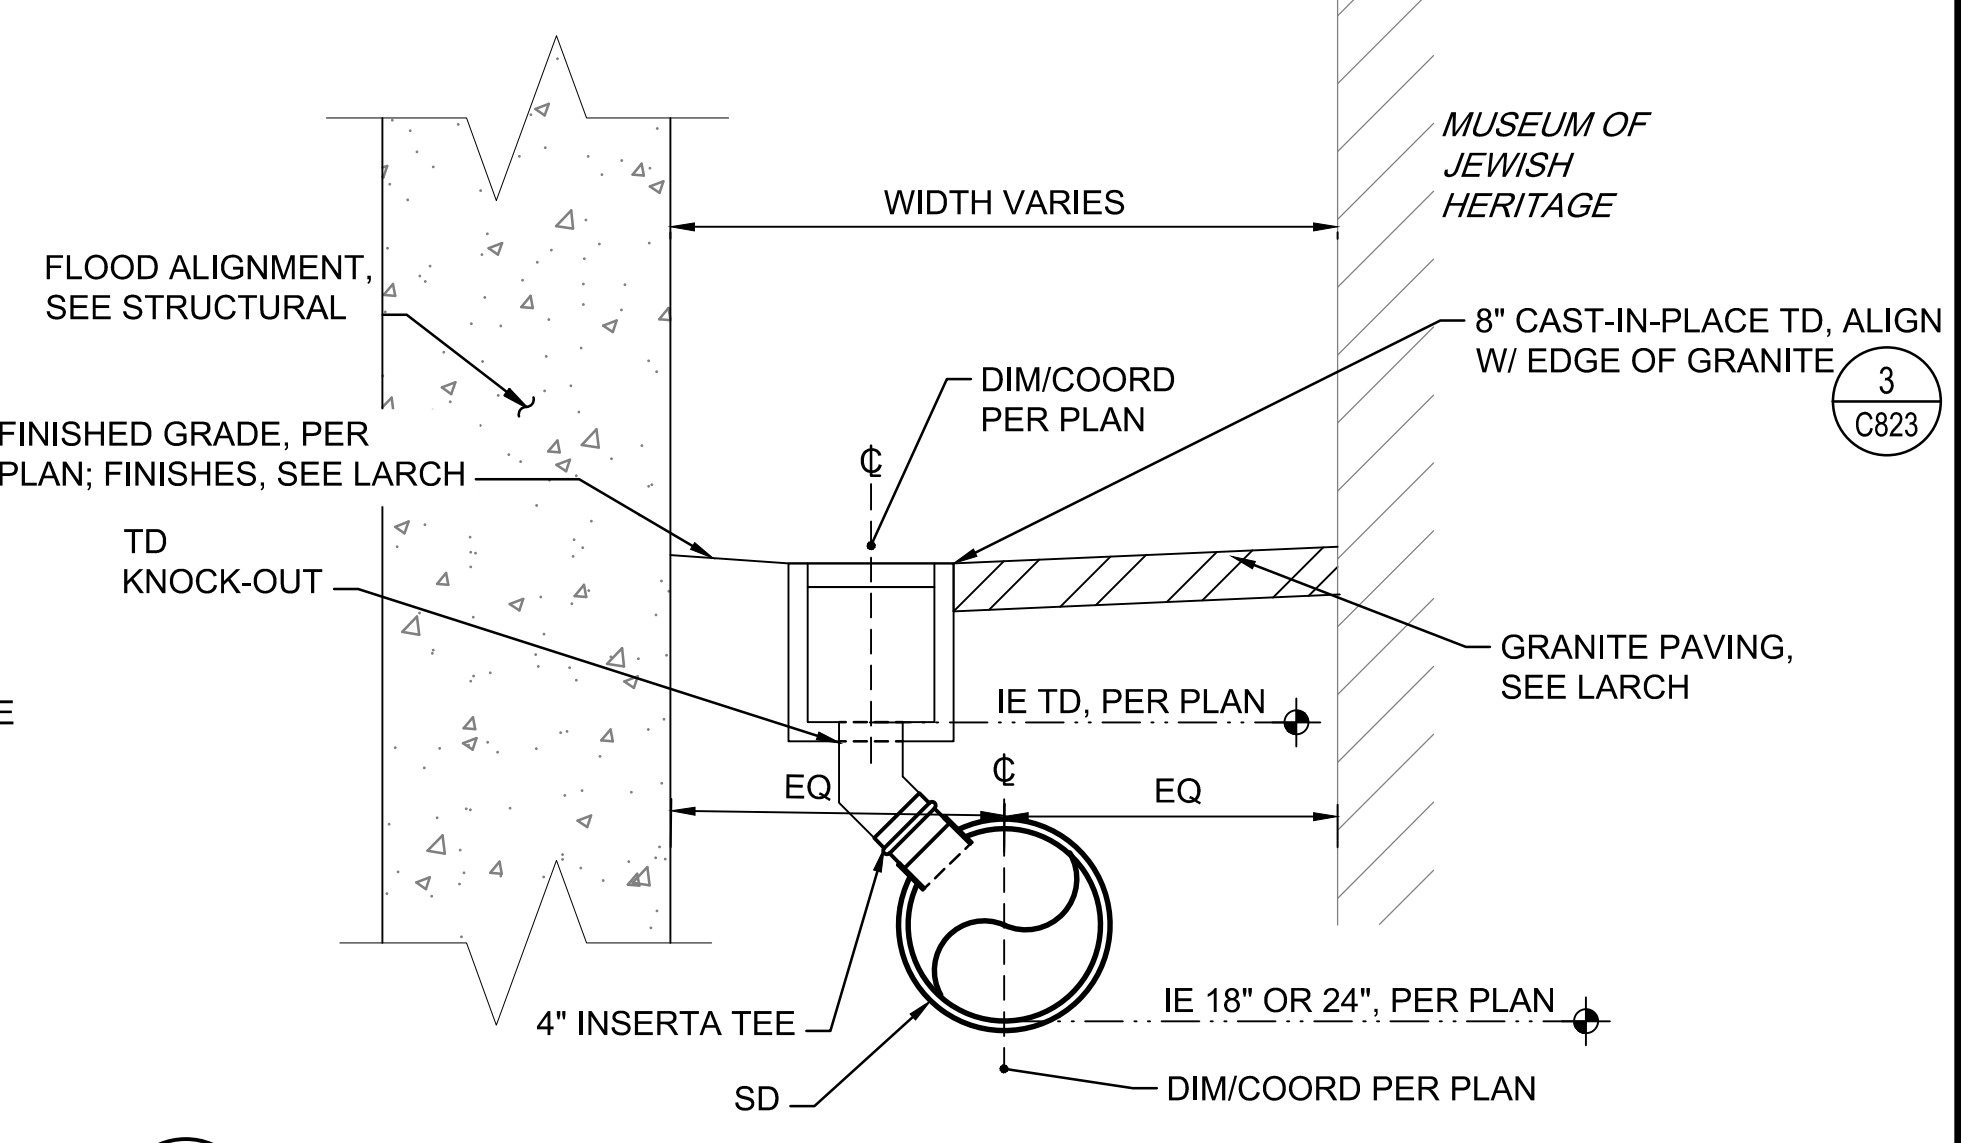 MUSEUM OF
JEWISH
HERITAGE
WIDTH VARIES
FLOOD ALIGNMENT,
SEE STRUCTURAL
8" CAST-IN-PLACE TD, ALIGN
W/ EDGE OF GRANITE
3
C823
DIM/COORD
PER PLAN
FINISHED GRADE, PER
PLAN; FINISHES, SEE LARCH
℄
TD
KNOCK-OUT
GRANITE PAVING,
SEE LARCH
IE TD, PER PLAN
E
℄
EQ
EQ
IE 18" OR 24", PER PLAN
4" INSERTA TEE
SD
DIM/COORD PER PLAN